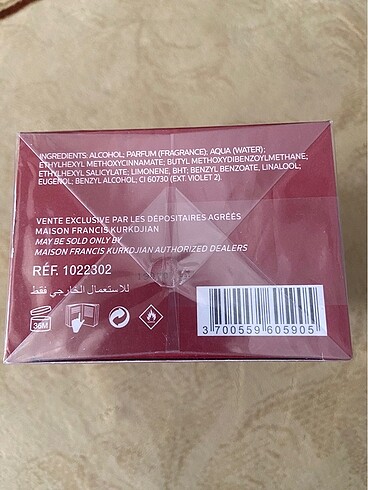 INGREDIENTS: ALCOHOL; PARFUM (FRAGRANCE); AQUA (WATER);
ETHYLHEXYL METHOXYCINNAMATE; BUTYL METHOXYDIBENZOYLMETHANE;
ETHYLHEXYL SALICYLATE; LIMONENE, BHT; BENZYL BENZOATE, LINALOOL;
EUGENOL; BENZYL ALCOHOL; CI 60730 (EXT. VIOLET 2).
VENTE EXCLUSIVE PAR LES DÉPOSITAIRES AGRÉÉS
MAISON FRANCIS KURKDJIAN
MAY BE SOLD ONLY BY
MAISON FRANCIS KURKDJIAN AUTHORIZED DEALERS
RÉF. 1022302
للاستعمال الخارجي فقط
36M
3 700559 605905